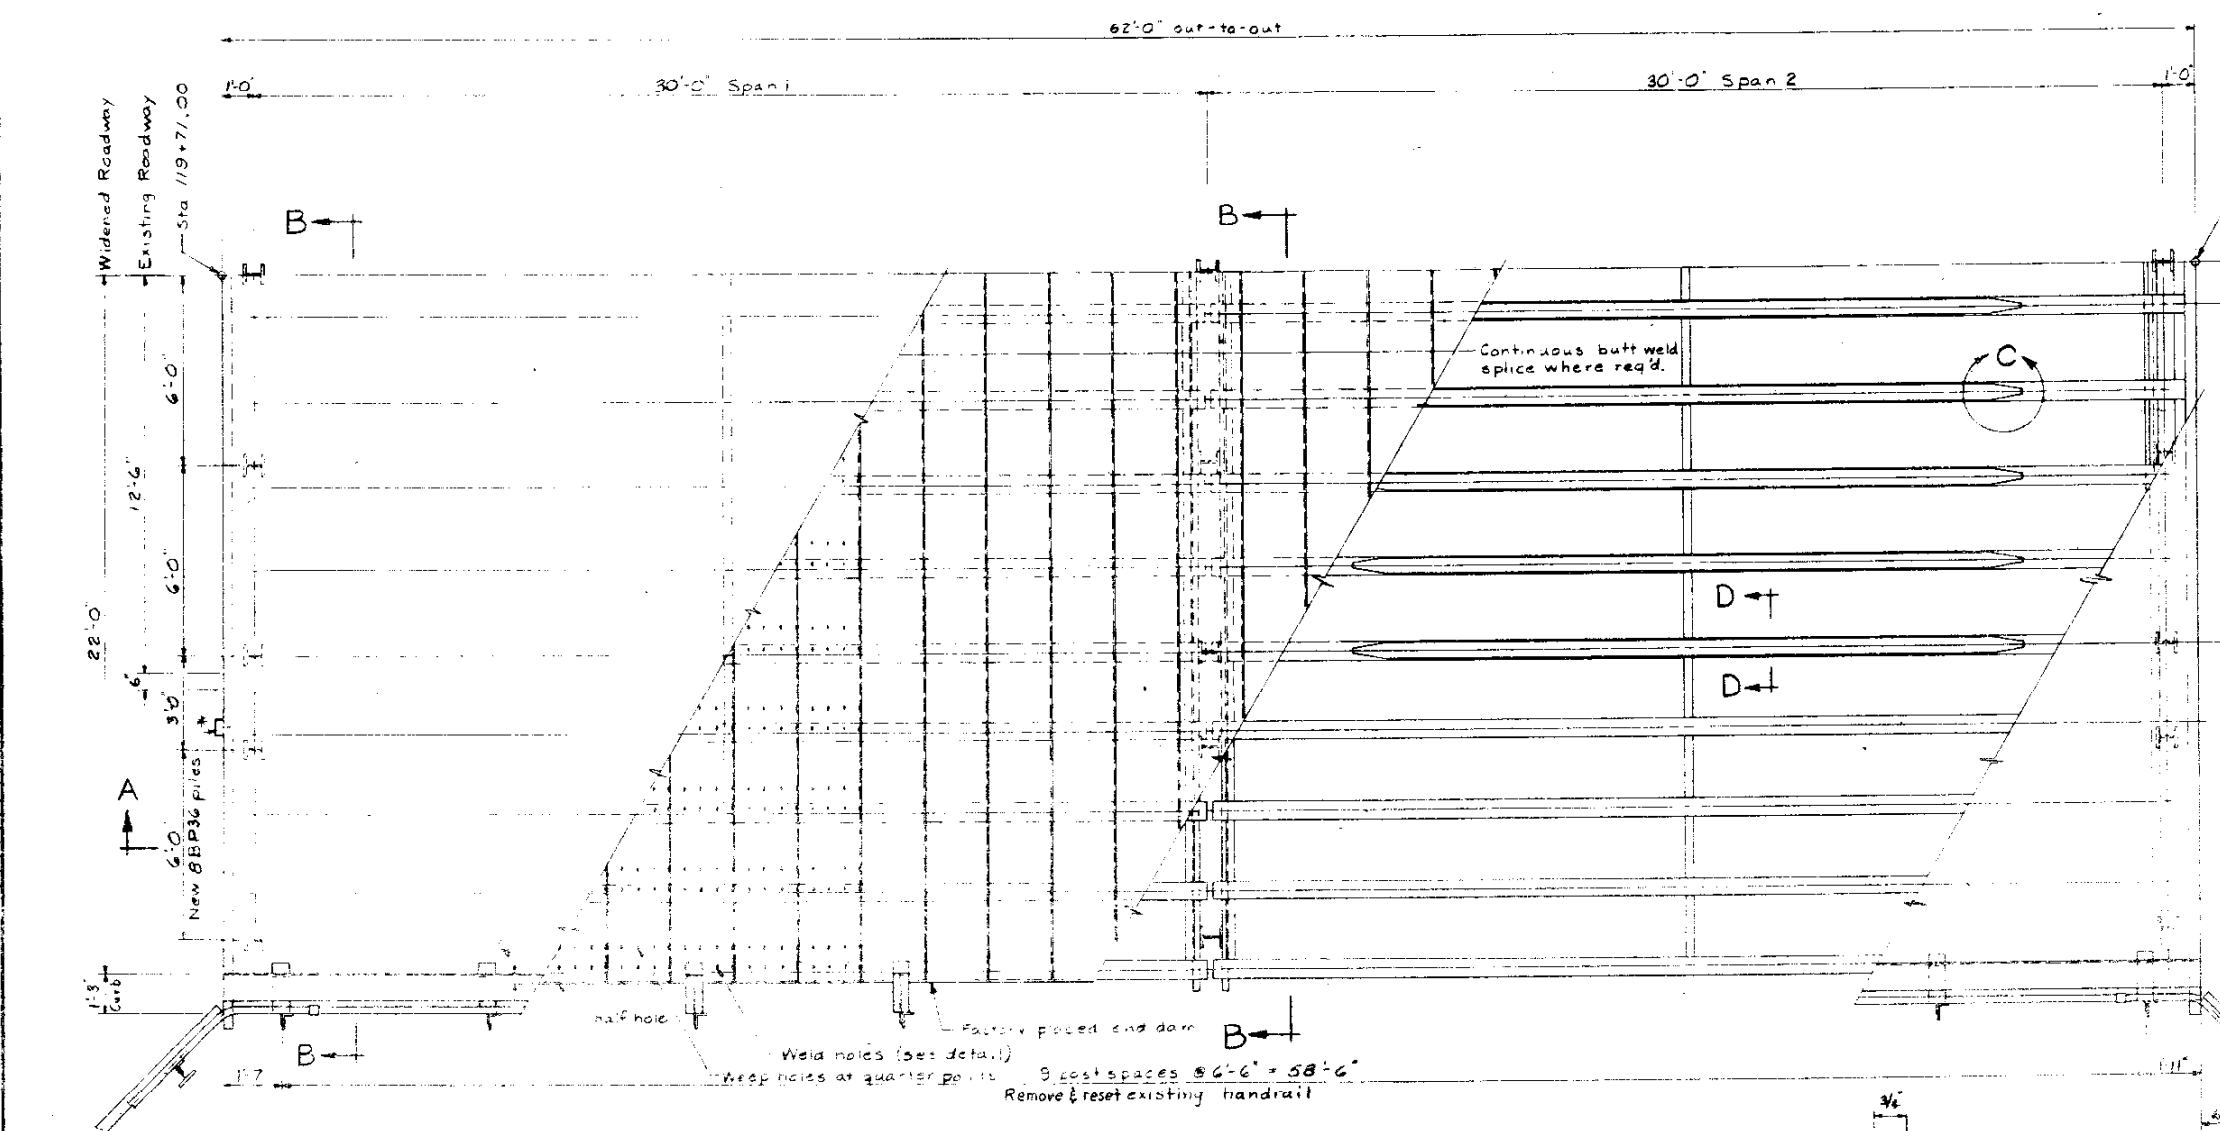 62'-0" out-to-out
1'-0"
30'-0" Span 1
30'-0" Span 2
1'-0"
Widened Roadway
Existing Roadway
Sta 119+71.00
B
B
6'-0"
Continuous butt weld
splice where req'd.
C
12'-6"
6'-0"
D
22'-0"
6"
3'-0"
D
A
6'-0"
New 8BP36 piles
1'-3"
Curb
half hole
Factory placed end dam
B
B
Weld holes (see detail)
1'-7
Weep holes at quarter points
9 post spaces @ 6'-6" = 58'-6"
1'-11"
Remove & reset existing handrail
3/4"